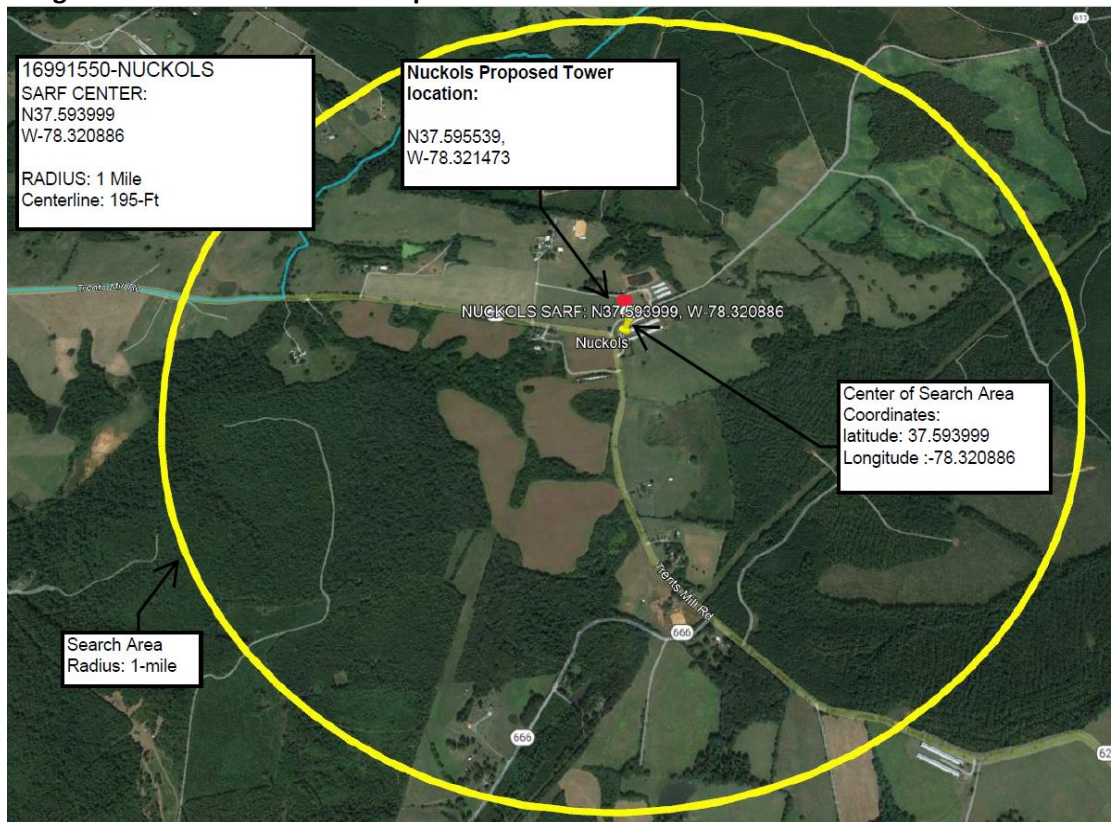 16991550-NUCKOLS
SARF CENTER:
N37.593999
W-78.320886
RADIUS: 1 Mile
Centerline: 195-Ft
Nuckols Proposed Tower
location:
N37.595539,
W-78.321473
611
Trents Mill Rd
NUCKOLS SARF: N37.593999, W-78.320886
Nuckols
Center of Search Area
Coordinates:
latitude: 37.593999
Longitude :-78.320886
Trents Mill Rd
666
Search Area
Radius: 1-mile
666